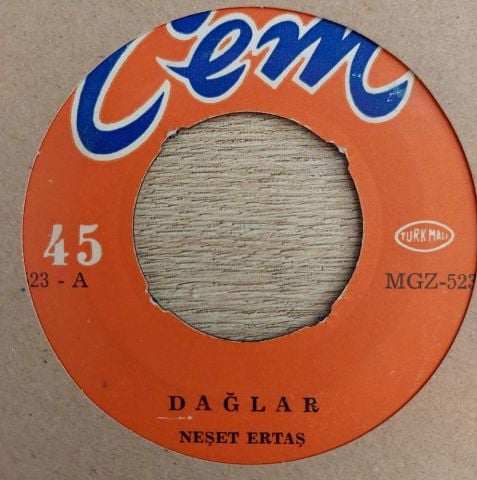 Cem
45
TÜRK MALI
23 - A
MGZ-523
DAĞLAR
NEŞET ERTAŞ